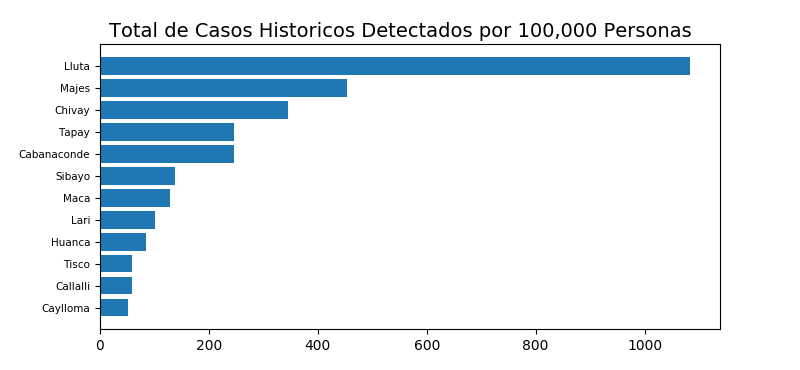 Total de Casos Historicos Detectados por 100,000 Personas
Lluta
Majes
Chivay
Tapay
Cabanaconde
Sibayo
Maca
Lari
Huanca
Tisco
Callalli
Caylloma
0 200 400 600 800 1000